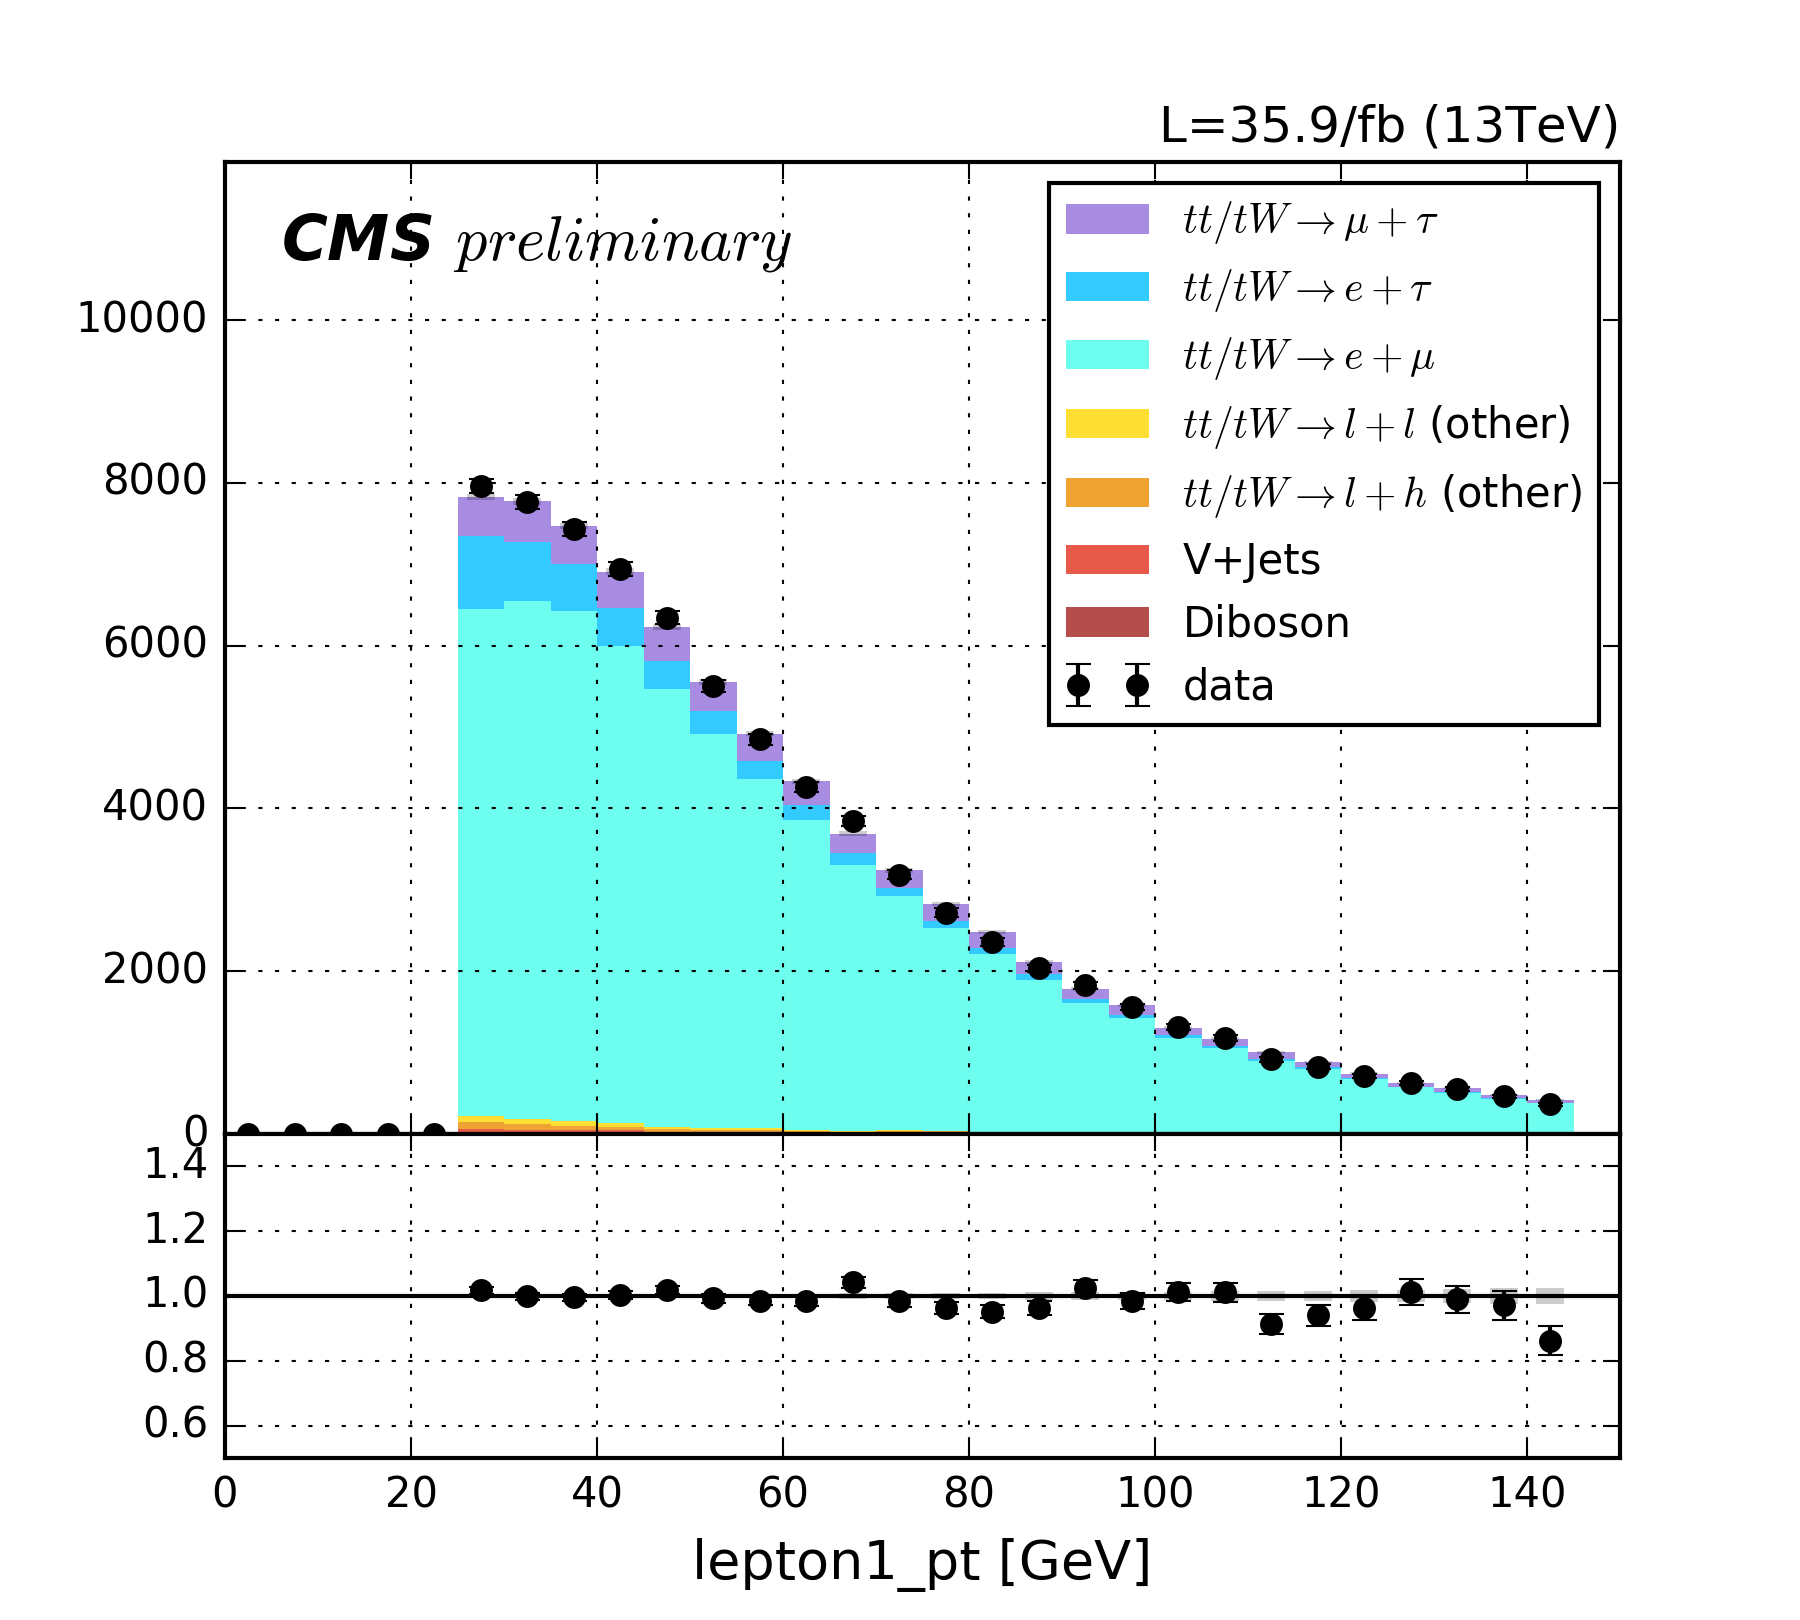 L=35.9/fb (13TeV)
CMS preliminary
tt/tW→μ+τ
tt/tW→e+τ
tt/tW→e+μ
tt/tW→l+l (other)
tt/tW→l+h (other)
V+Jets
Diboson
data
10000
8000
6000
4000
2000
0
1.4
1.2
1.0
0.8
0.6
0 20 40 60 80 100 120 140
lepton1_pt [GeV]